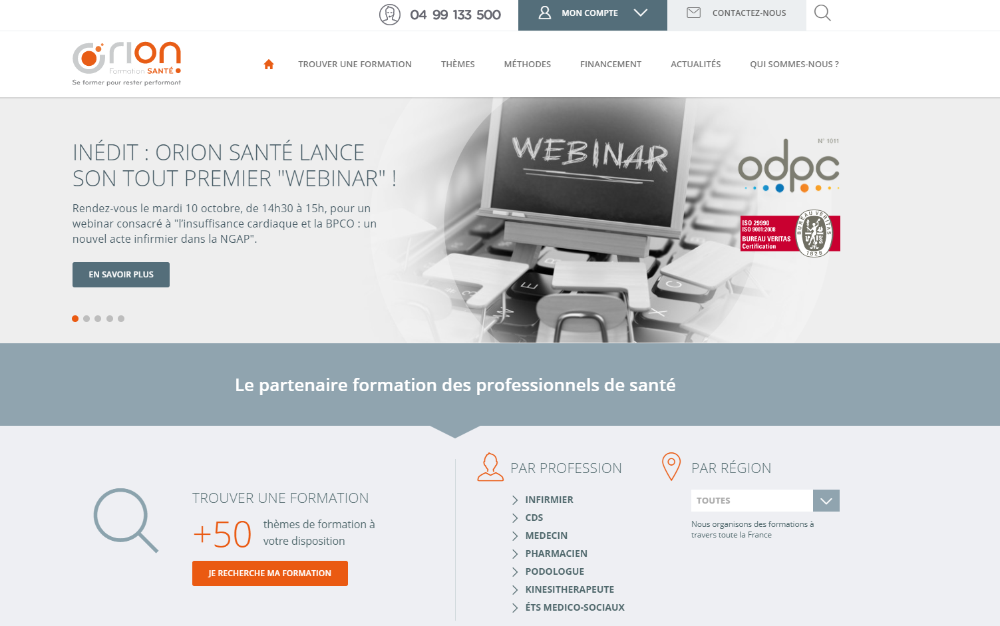 04 99 133 500
MON COMPTE
CONTACTEZ-NOUS
Orion
Formation SANTÉ
Se former pour rester performant
TROUVER UNE FORMATION
THÈMES
MÉTHODES
FINANCEMENT
ACTUALITÉS
QUI SOMMES-NOUS ?
INÉDIT : ORION SANTÉ LANCE
SON TOUT PREMIER "WEBINAR" !
Rendez-vous le mardi 10 octobre, de 14h30 à 15h, pour un
webinar consacré à "l’insuffisance cardiaque et la BPCO : un
nouvel acte infirmier dans la NGAP".
EN SAVOIR PLUS
WEBINAR
E
C
W
X
N° 1011
odpc
ISO 29990
ISO 9001:2008
BUREAU VERITAS
Certification
BUREAU VERITAS
1828
Le partenaire formation des professionnels de santé
TROUVER UNE FORMATION
+50
thèmes de formation à
votre disposition
JE RECHERCHE MA FORMATION
PAR PROFESSION
INFIRMIER
CDS
MEDECIN
PHARMACIEN
PODOLOGUE
KINESITHERAPEUTE
ÉTS MEDICO-SOCIAUX
PAR RÉGION
TOUTES
Nous organisons des formations à
travers toute la France